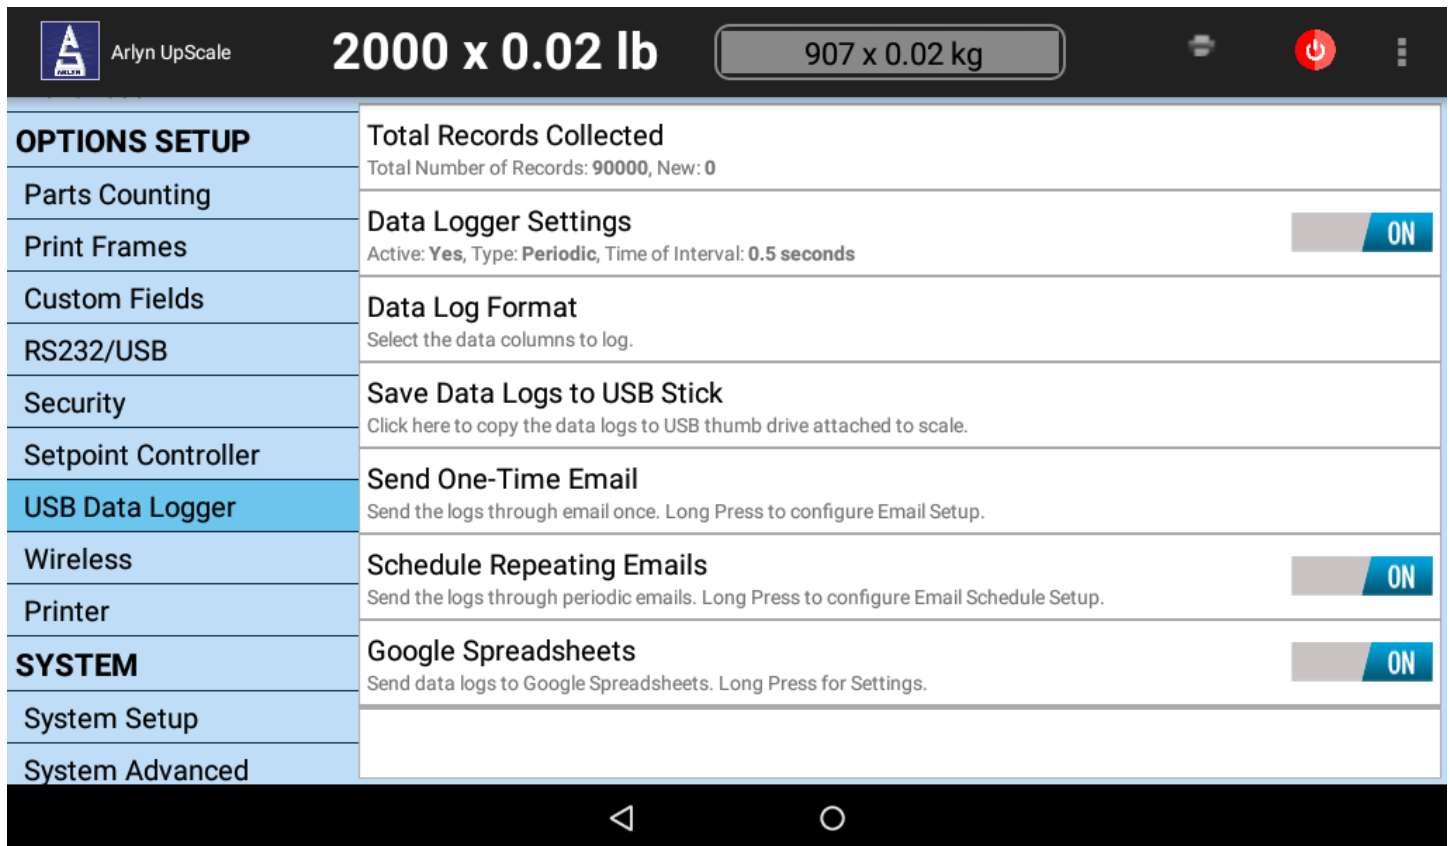 ARLYN
Arlyn UpScale
2000 x 0.02 lb
907 x 0.02 kg
OPTIONS SETUP
Parts Counting
Print Frames
Custom Fields
RS232/USB
Security
Setpoint Controller
USB Data Logger
Wireless
Printer
SYSTEM
System Setup
System Advanced
Total Records Collected
Total Number of Records: 90000, New: 0
Data Logger Settings
Active: Yes, Type: Periodic, Time of Interval: 0.5 seconds
ON
Data Log Format
Select the data columns to log.
Save Data Logs to USB Stick
Click here to copy the data logs to USB thumb drive attached to scale.
Send One-Time Email
Send the logs through email once. Long Press to configure Email Setup.
Schedule Repeating Emails
Send the logs through periodic emails. Long Press to configure Email Schedule Setup.
ON
Google Spreadsheets
Send data logs to Google Spreadsheets. Long Press for Settings.
ON